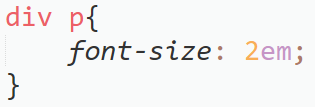 div p{
    font-size: 2em;
}